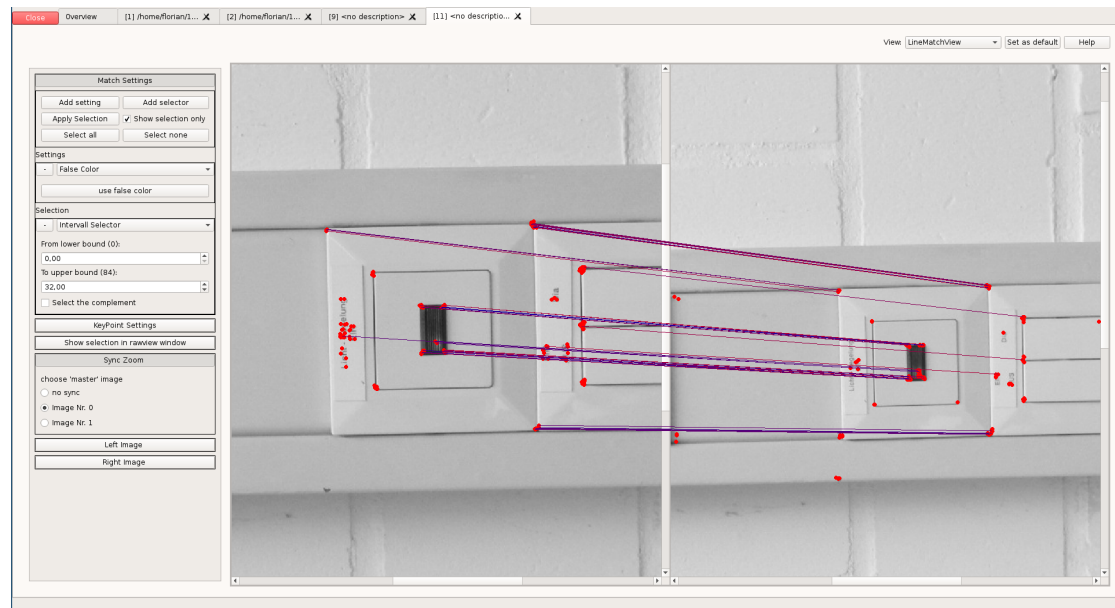 Close
Overview
[1] /home/florian/1...
[2] /home/florian/1...
[9] <no description>
[11] <no descriptio...
View: LineMatchView
Set as default
Help
Match Settings
Add setting
Add selector
Apply Selection
Show selection only
Select all
Select none
Settings
-
False Color
use false color
Selection
-
Intervall Selector
From lower bound (0):
0,00
To upper bound (84):
32,00
Select the complement
KeyPoint Settings
Show selection in rawview window
Sync Zoom
choose 'master' image
no sync
Image Nr. 0
Image Nr. 1
Left Image
Right Image